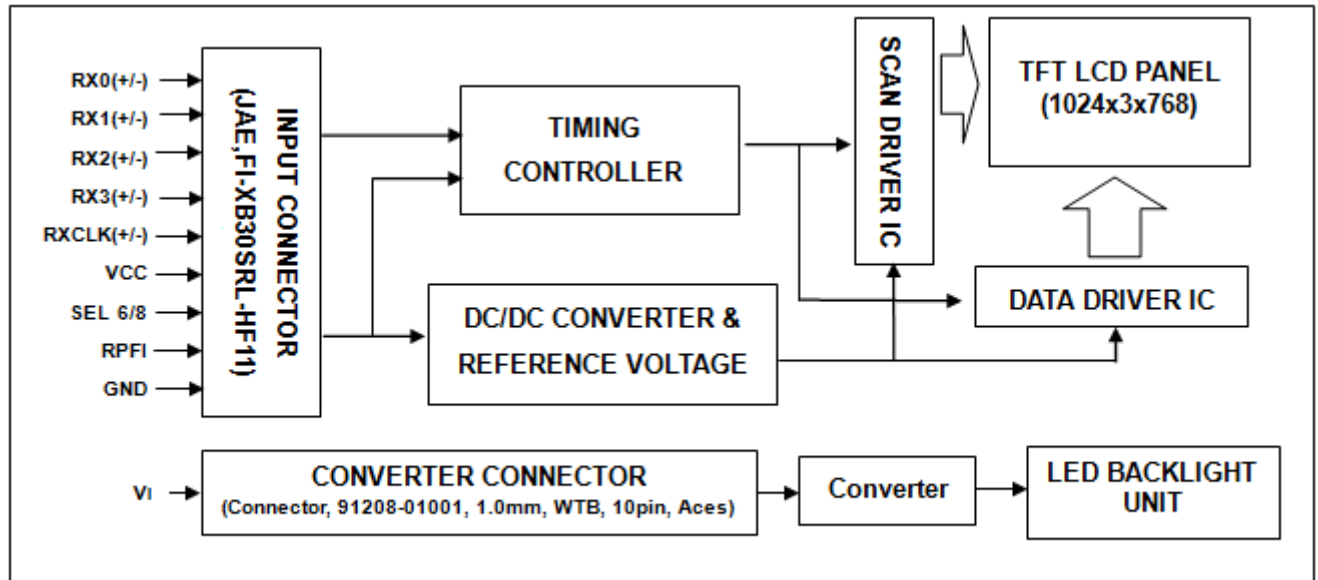 RX0(+/-)
RX1(+/-)
RX2(+/-)
RX3(+/-)
RXCLK(+/-)
VCC
SEL 6/8
RPFI
GND
INPUT CONNECTOR
(JAE,FI-XB30SRL-HF11)
TIMING
CONTROLLER
DC/DC CONVERTER &
REFERENCE VOLTAGE
SCAN DRIVER IC
TFT LCD PANEL
(1024x3x768)
DATA DRIVER IC
VI
CONVERTER CONNECTOR
(Connector, 91208-01001, 1.0mm, WTB, 10pin, Aces)
Converter
LED BACKLIGHT
UNIT